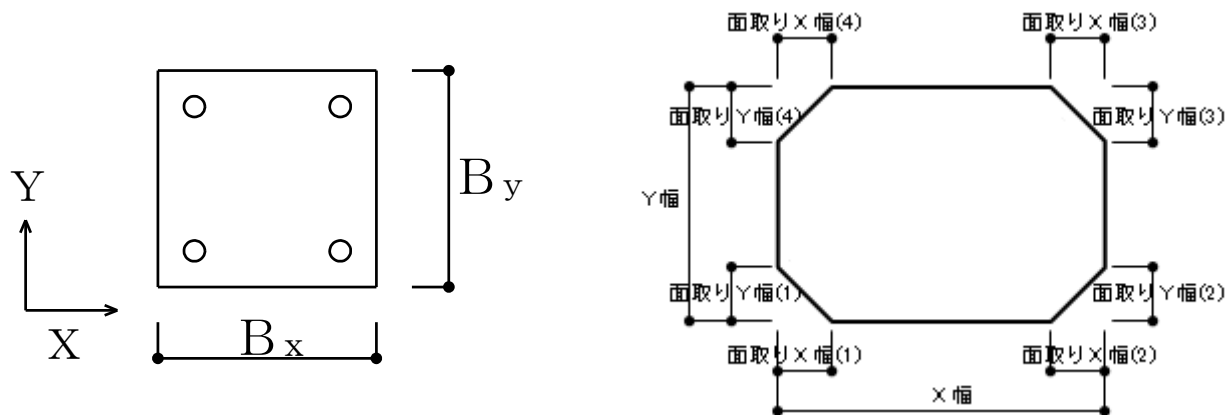 By
Y
X
Bx
面取りX幅(4)
面取りX幅(3)
面取りY幅(4)
面取りY幅(3)
Y幅
面取りY幅(1)
面取りY幅(2)
面取りX幅(1)
面取りX幅(2)
X幅